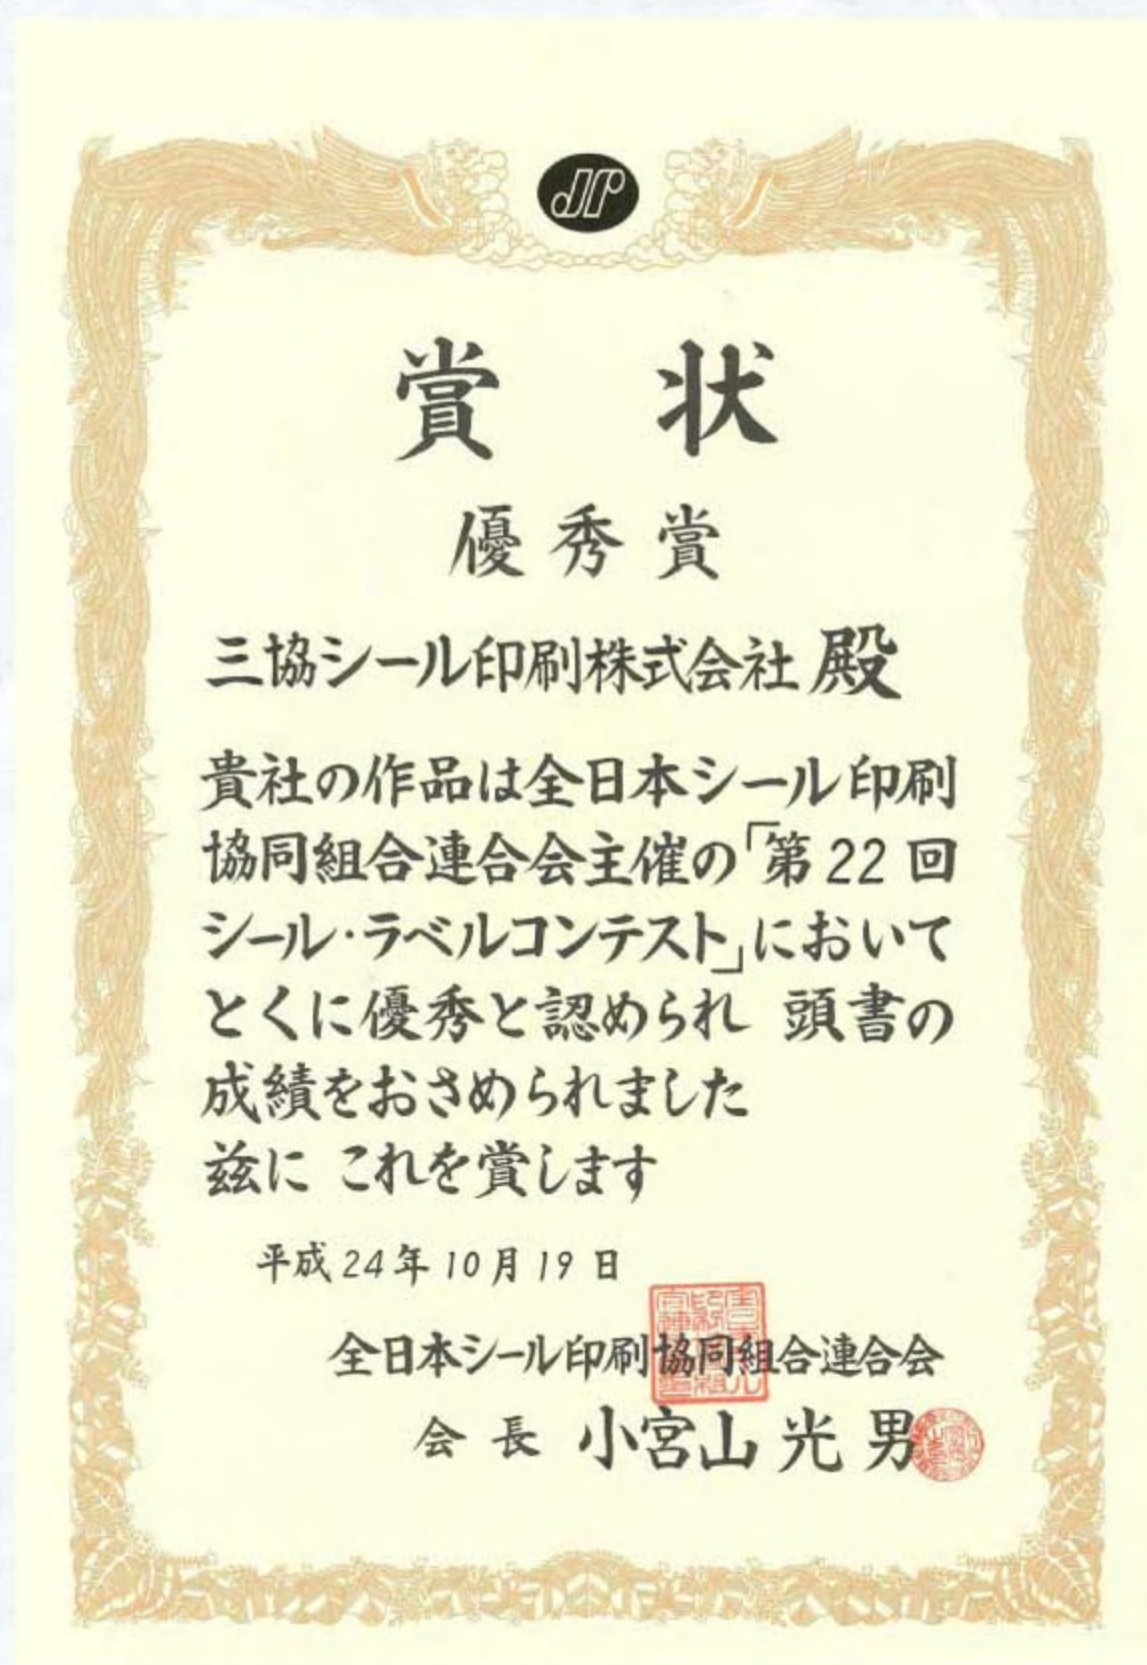 賞状
優秀賞
三協シール印刷株式会社 殿
貴社の作品は全日本シール印刷
協同組合連合会主催の「第22回
シール・ラベルコンテスト」において
とくに優秀と認められ 頭書の
成績をおさめられました
玆に これを賞します
平成24年10月19日
全日本シール印刷協同組合連合会
会長 小宮山光男